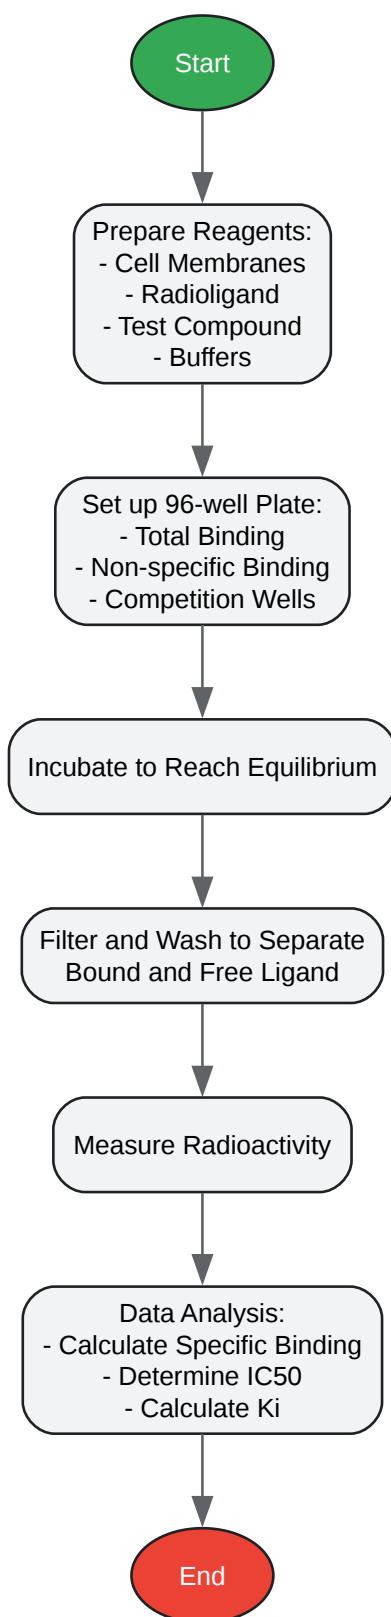 Start
Prepare Reagents:
- Cell Membranes
- Radioligand
- Test Compound
- Buffers
Set up 96-well Plate:
- Total Binding
- Non-specific Binding
- Competition Wells
Incubate to Reach Equilibrium
Filter and Wash to Separate
Bound and Free Ligand
Measure Radioactivity
Data Analysis:
- Calculate Specific Binding
- Determine IC50
- Calculate Ki
End